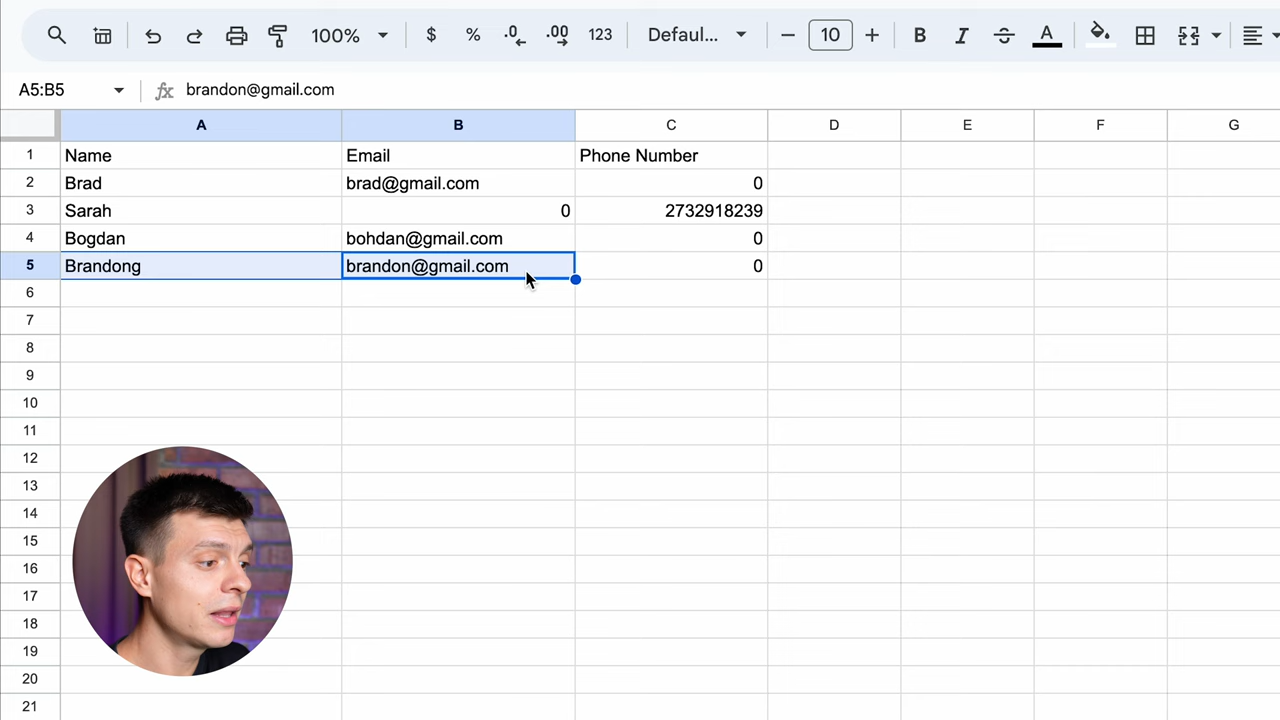 100% $ % .0 .00 123 Defaul... 10 B I S A
A5:B5 fx brandon@gmail.com
A B C D E F G
1 Name Email Phone Number
2 Brad brad@gmail.com 0
3 Sarah 0 2732918239
4 Bogdan bohdan@gmail.com 0
5 Brandong brandon@gmail.com 0
6
7
8
9
10
11
12
13
14
15
16
17
18
19
20
21